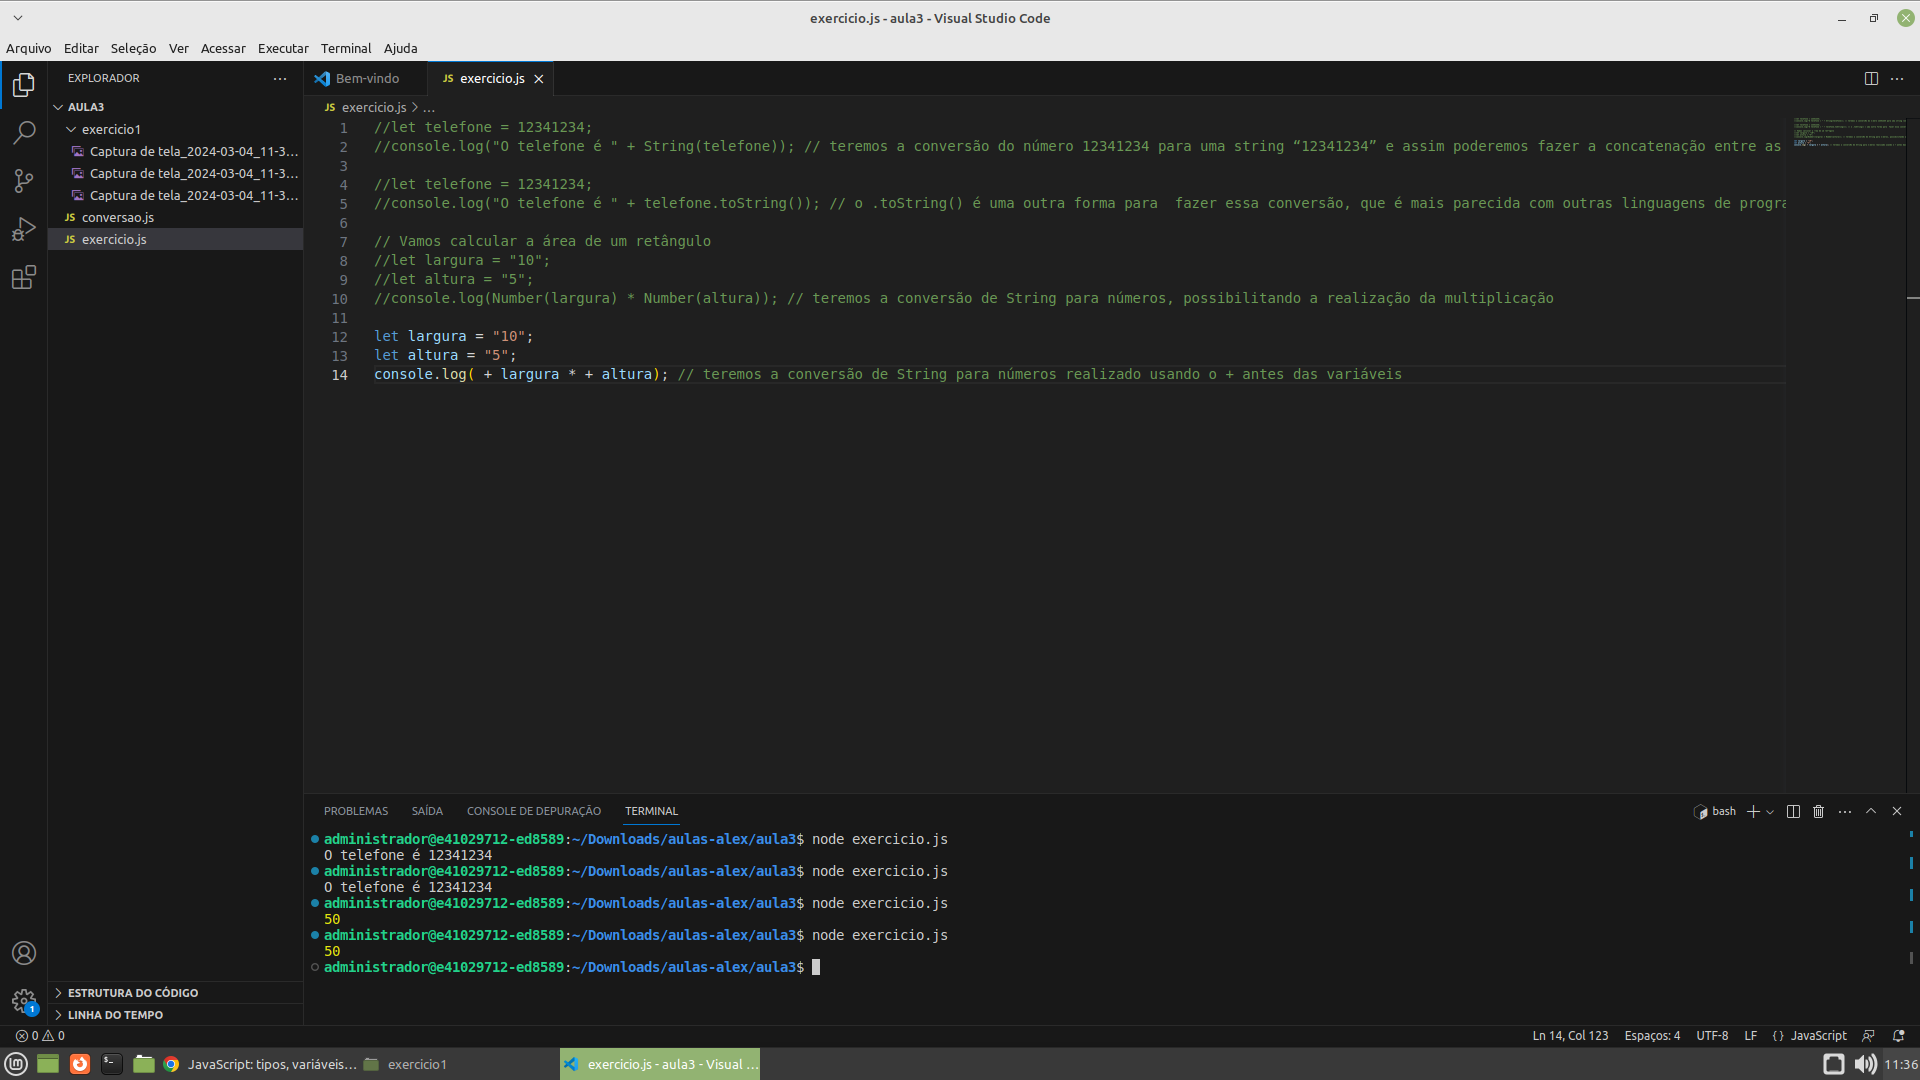 exercicio.js - aula3 - Visual Studio Code
Arquivo Editar Seleção Ver Acessar Executar Terminal Ajuda
EXPLORADOR
AULA3
exercicio1
Captura de tela_2024-03-04_11-3...
Captura de tela_2024-03-04_11-3...
Captura de tela_2024-03-04_11-3...
JS conversao.js
JS exercicio.js
Bem-vindo
JS exercicio.js
JS exercicio.js > ...
1 //let telefone = 12341234;
2 //console.log("O telefone é " + String(telefone)); // teremos a conversão do número 12341234 para uma string “12341234” e assim poderemos fazer a concatenação entre as
3
4 //let telefone = 12341234;
5 //console.log("O telefone é " + telefone.toString()); // o .toString() é uma outra forma para  fazer essa conversão, que é mais parecida com outras linguagens de progra
6
7 // Vamos calcular a área de um retângulo
8 //let largura = "10";
9 //let altura = "5";
10 //console.log(Number(largura) * Number(altura)); // teremos a conversão de String para números, possibilitando a realização da multiplicação
11
12 let largura = "10";
13 let altura = "5";
14 console.log( + largura * + altura); // teremos a conversão de String para números realizado usando o + antes das variáveis
PROBLEMAS SAÍDA CONSOLE DE DEPURAÇÃO TERMINAL
bash
administrador@e41029712-ed8589:~/Downloads/aulas-alex/aula3$ node exercicio.js
O telefone é 12341234
administrador@e41029712-ed8589:~/Downloads/aulas-alex/aula3$ node exercicio.js
O telefone é 12341234
administrador@e41029712-ed8589:~/Downloads/aulas-alex/aula3$ node exercicio.js
50
administrador@e41029712-ed8589:~/Downloads/aulas-alex/aula3$ node exercicio.js
50
administrador@e41029712-ed8589:~/Downloads/aulas-alex/aula3$
1
ESTRUTURA DO CÓDIGO
LINHA DO TEMPO
0 0
Ln 14, Col 123 Espaços: 4 UTF-8 LF {} JavaScript
JavaScript: tipos, variáveis...
exercicio1
exercicio.js - aula3 - Visual ...
11:36